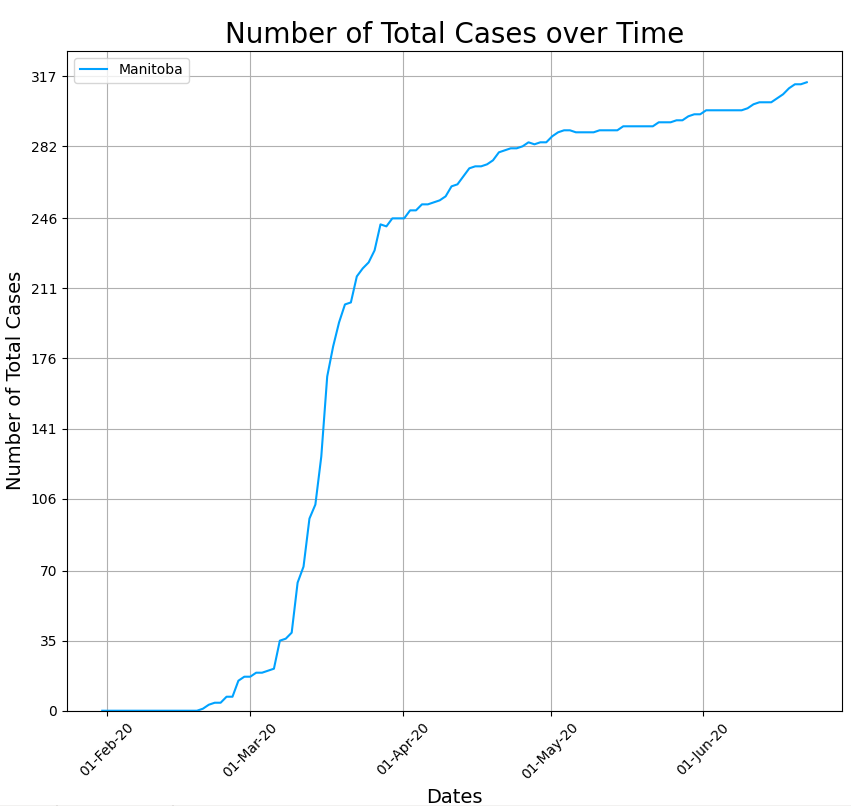 Number of Total Cases over Time
Manitoba
317
282
246
211
176
141
106
70
35
0
Number of Total Cases
01-Feb-20
01-Mar-20
01-Apr-20
01-May-20
01-Jun-20
Dates